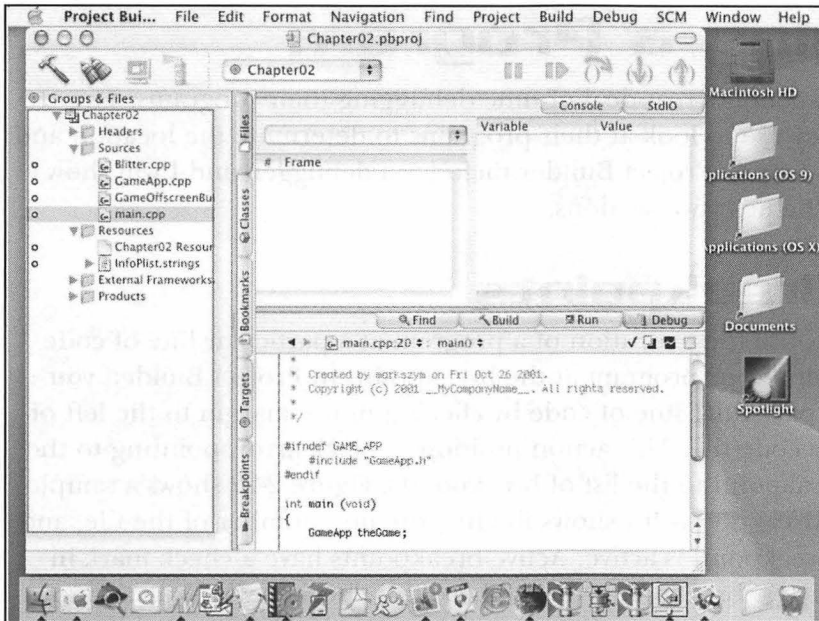 Project Bui... File Edit Format Navigation Find Project Build Debug SCM Window Help
Chapter02.pbproj
Chapter02
Groups & Files
Chapter02
Headers
Sources
Blitter.cpp
GameApp.cpp
GameOffscreenBu
main.cpp
Resources
Chapter02 Resour
InfoPlist.strings
External Frameworks
Products
Files
Classes
Bookmarks
Targets
Breakpoints
Console StdIO
Variable Value
# Frame
Find Build Run Debug
main.cpp:20 main()
*
* Created by markszym on Fri Oct 26 2001.
* Copyright (c) 2001 __MyCompanyName__. All rights reserved.
*
*/
#ifndef GAME_APP
#include "GameApp.h"
#endif
int main (void)
{
GameApp theGame;
Macintosh HD
pplications (OS 9)
Applications (OS X)
Documents
Spotlight